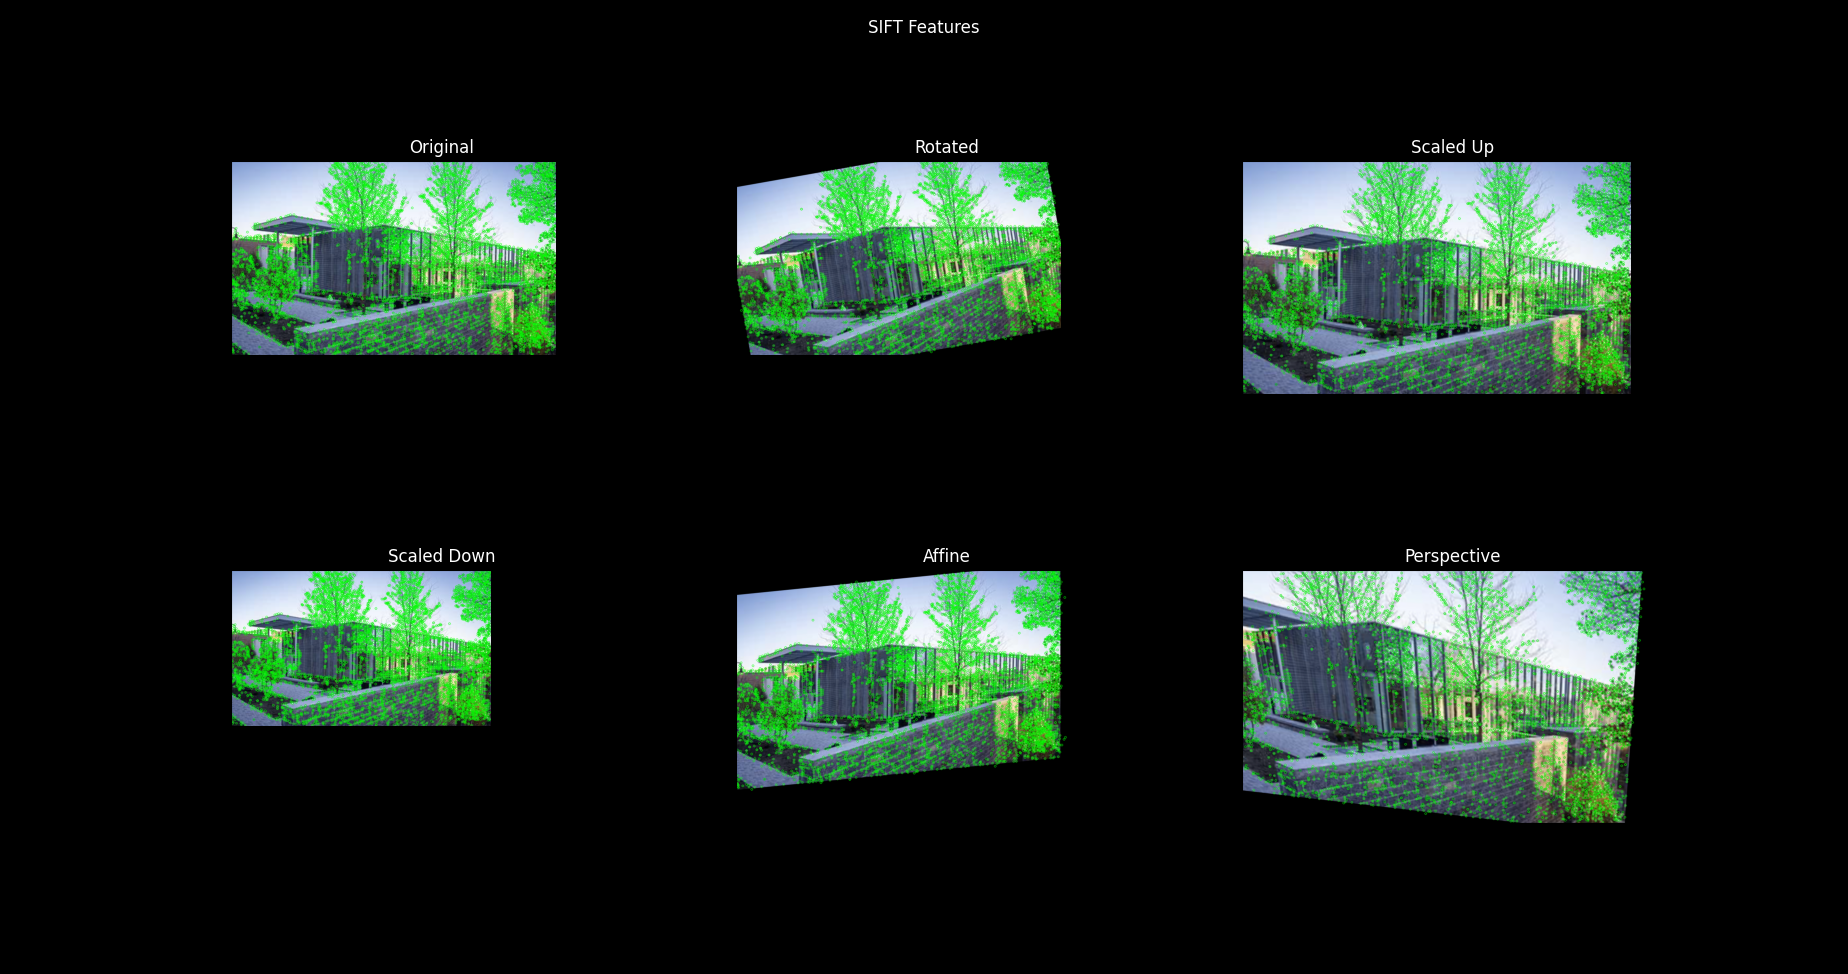 SIFT Features
Original
Rotated
Scaled Up
Scaled Down
Affine
Perspective